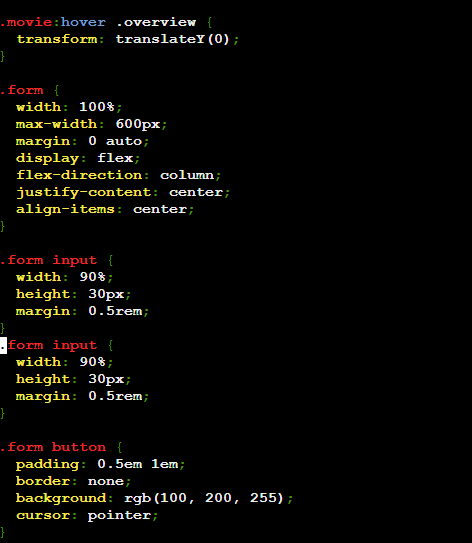 .movie:hover .overview {
  transform: translateY(0);
}

.form {
  width: 100%;
  max-width: 600px;
  margin: 0 auto;
  display: flex;
  flex-direction: column;
  justify-content: center;
  align-items: center;
}

.form input {
  width: 90%;
  height: 30px;
  margin: 0.5rem;
}
.form input {
  width: 90%;
  height: 30px;
  margin: 0.5rem;
}

.form button {
  padding: 0.5em 1em;
  border: none;
  background: rgb(100, 200, 255);
  cursor: pointer;
}